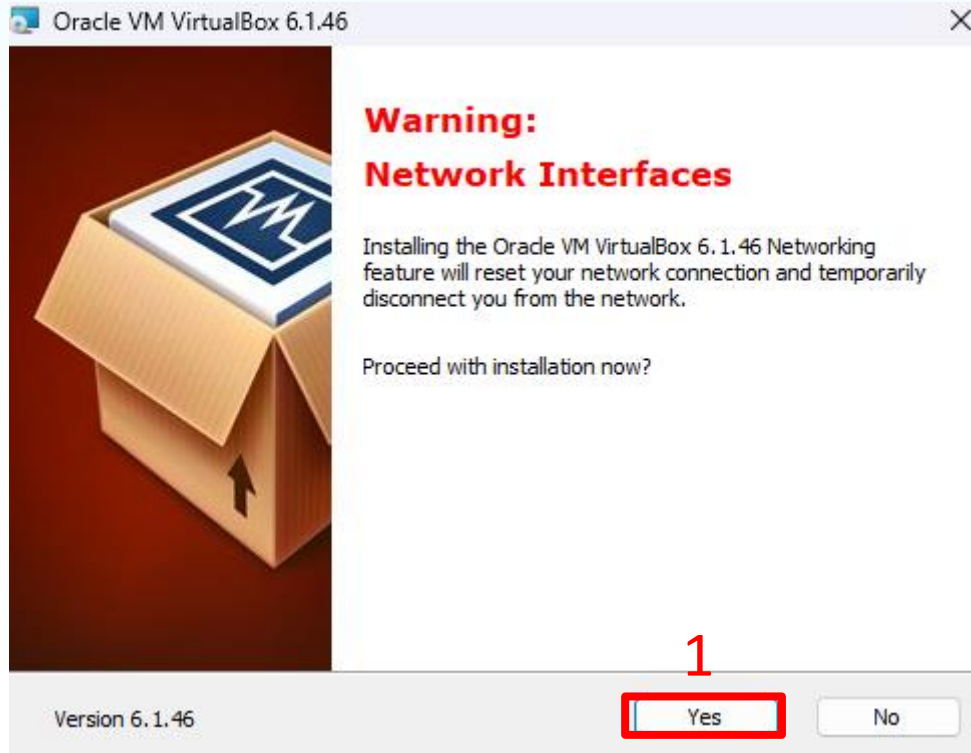 Oracle VM VirtualBox 6.1.46
Warning:
Network Interfaces
Installing the Oracle VM VirtualBox 6.1.46 Networking
feature will reset your network connection and temporarily
disconnect you from the network.
Proceed with installation now?
1
Version 6.1.46
Yes
No